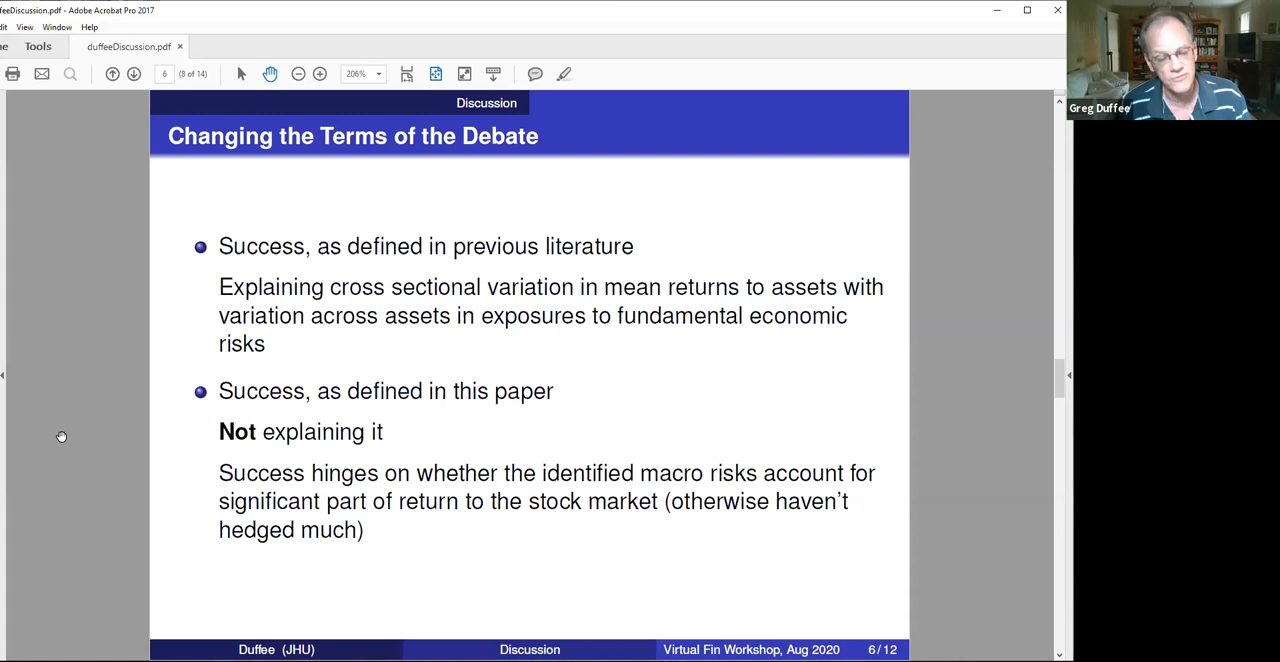 feeDiscussion.pdf - Adobe Acrobat Pro 2017
dit View Window Help
ne Tools duffeeDiscussion.pdf ×
6 (8 of 14) 206%
Greg Duffee
Discussion
Changing the Terms of the Debate
Success, as defined in previous literature
Explaining cross sectional variation in mean returns to assets with
variation across assets in exposures to fundamental economic
risks
Success, as defined in this paper
Not explaining it
Success hinges on whether the identified macro risks account for
significant part of return to the stock market (otherwise haven't
hedged much)
Duffee (JHU) Discussion Virtual Fin Workshop, Aug 2020 6/12